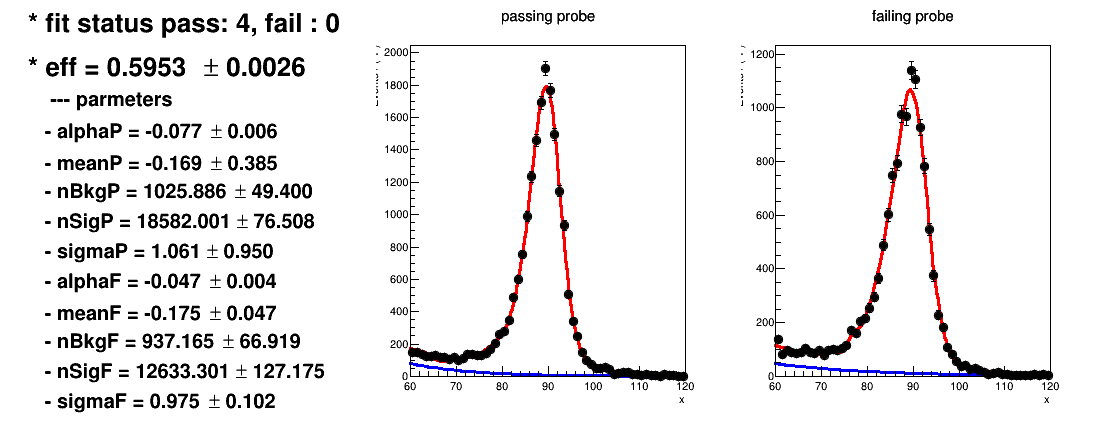 * fit status pass: 4, fail : 0
* eff = 0.5953 ± 0.0026
--- parmeters
- alphaP = -0.077 ± 0.006
- meanP = -0.169 ± 0.385
- nBkgP = 1025.886 ± 49.400
- nSigP = 18582.001 ± 76.508
- sigmaP = 1.061 ± 0.950
- alphaF = -0.047 ± 0.004
- meanF = -0.175 ± 0.047
- nBkgF = 937.165 ± 66.919
- nSigF = 12633.301 ± 127.175
- sigmaF = 0.975 ± 0.102
passing probe
2000
1800
1600
1400
1200
1000
800
600
400
200
0
60 70 80 90 100 110 120
x
failing probe
1200
1000
800
600
400
200
0
60 70 80 90 100 110 120
x